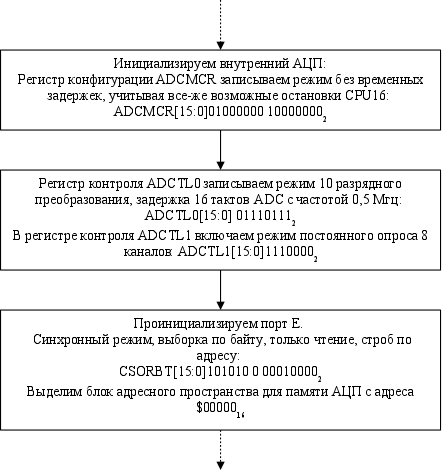 Инициализируем внутренний АЦП:
Регистр конфигурации ADCMCR записываем режим без временных
задержек, учитывая все-же возможные остановки CPU16:
ADCMCR[15:0]01000000 10000000₂
Регистр контроля ADCTL0 записываем режим 10 разрядного
преобразования, задержка 16 тактов ADC с частотой 0,5 Мгц:
ADCTL0[15:0] 01110111₂
В регистре контроля ADCTL1 включаем режим постоянного опроса 8
каналов ADCTL1[15:0]1110000₂
Проинициализируем порт Е.
Синхронный режим, выборка по байту, только чтение, строб по
адресу:
CSORBT[15:0]101010 0 00010000₂
Выделим блок адресного пространства для памяти АЦП с адреса
$00000₁₆